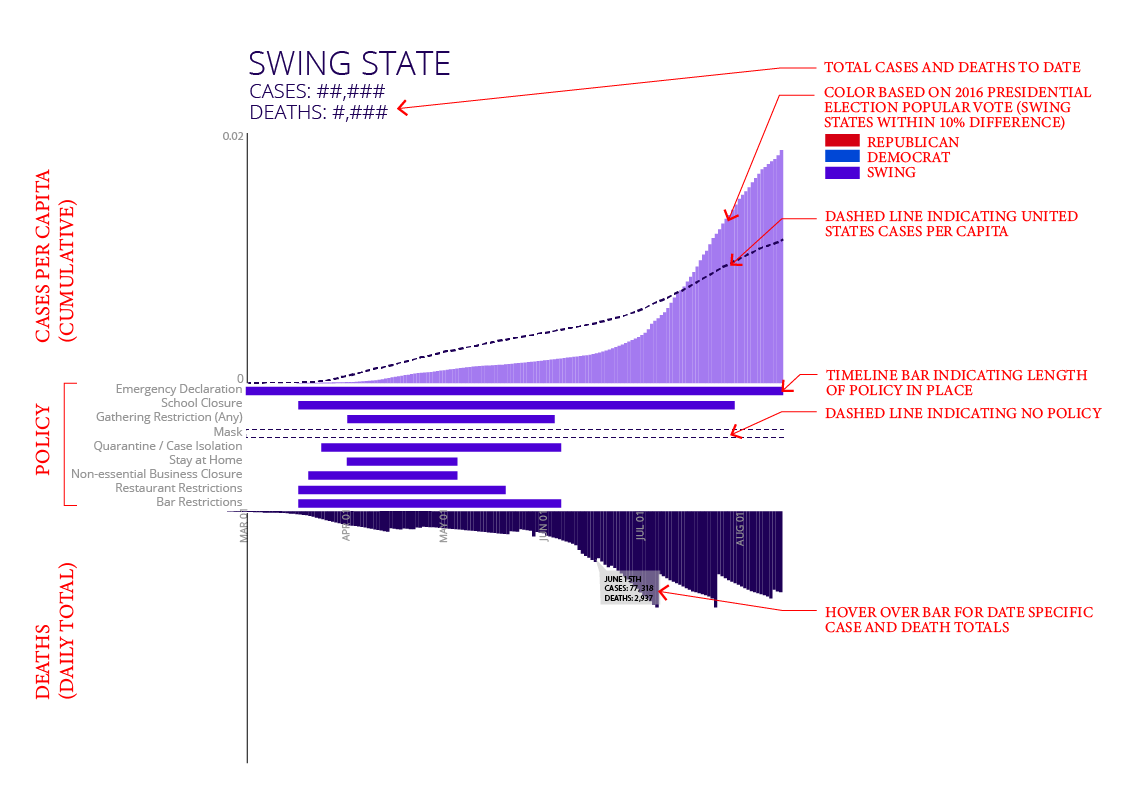 SWING STATE
CASES: ##,###
DEATHS: #,###
TOTAL CASES AND DEATHS TO DATE
COLOR BASED ON 2016 PRESIDENTIAL
ELECTION POPULAR VOTE (SWING
STATES WITHIN 10% DIFFERENCE)
REPUBLICAN
DEMOCRAT
SWING
DASHED LINE INDICATING UNITED
STATES CASES PER CAPITA
CASES PER CAPITA
(CUMULATIVE)
0.02
0
TIMELINE BAR INDICATING LENGTH
OF POLICY IN PLACE
DASHED LINE INDICATING NO POLICY
POLICY
Emergency Declaration
School Closure
Gathering Restriction (Any)
Mask
Quarantine / Case Isolation
Stay at Home
Non-essential Business Closure
Restaurant Restrictions
Bar Restrictions
MAR 01
APR 01
MAY 01
JUN 01
JUL 01
AUG 01
DEATHS
(DAILY TOTAL)
JUNE 15TH
CASES: 77,318
DEATHS: 2,937
HOVER OVER BAR FOR DATE SPECIFIC
CASE AND DEATH TOTALS